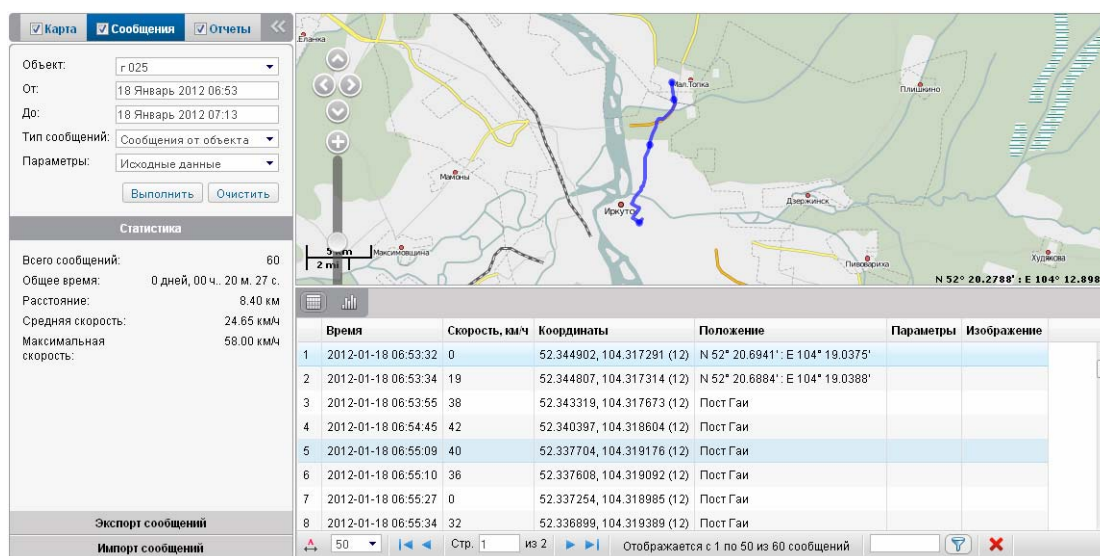 Карта Сообщения Отчеты
Объект: г 025
От: 18 Январь 2012 06:53
До: 18 Январь 2012 07:13
Тип сообщений: Сообщения от объекта
Параметры: Исходные данные
Выполнить Очистить
Статистика
Всего сообщений: 60
Общее время: 0 дней, 00 ч.. 20 м. 27 с.
Расстояние: 8.40 км
Средняя скорость: 24.65 км/ч
Максимальная скорость: 58.00 км/ч
Экспорт сообщений
Импорт сообщений
Еланка
Мал.Топка
Плишкино
Мамоны
Иркутс
Дзержинск
Максимовщина
Пивовариха
Худякова
2 mi
N 52° 20.2788' : E 104° 12.898
Время Скорость, км/ч Координаты Положение Параметры Изображение
1 2012-01-18 06:53:32 0 52.344902, 104.317291 (12) N 52° 20.6941' : E 104° 19.0375'
2 2012-01-18 06:53:34 19 52.344807, 104.317314 (12) N 52° 20.6884' : E 104° 19.0388'
3 2012-01-18 06:53:55 38 52.343319, 104.317673 (12) Пост Гаи
4 2012-01-18 06:54:45 42 52.340397, 104.318604 (12) Пост Гаи
5 2012-01-18 06:55:09 40 52.337704, 104.319176 (12) Пост Гаи
6 2012-01-18 06:55:10 36 52.337608, 104.319092 (12) Пост Гаи
7 2012-01-18 06:55:27 0 52.337254, 104.318985 (12) Пост Гаи
8 2012-01-18 06:55:34 32 52.336899, 104.319389 (12) Пост Гаи
50 Стр. 1 из 2 Отображается с 1 по 50 из 60 сообщений